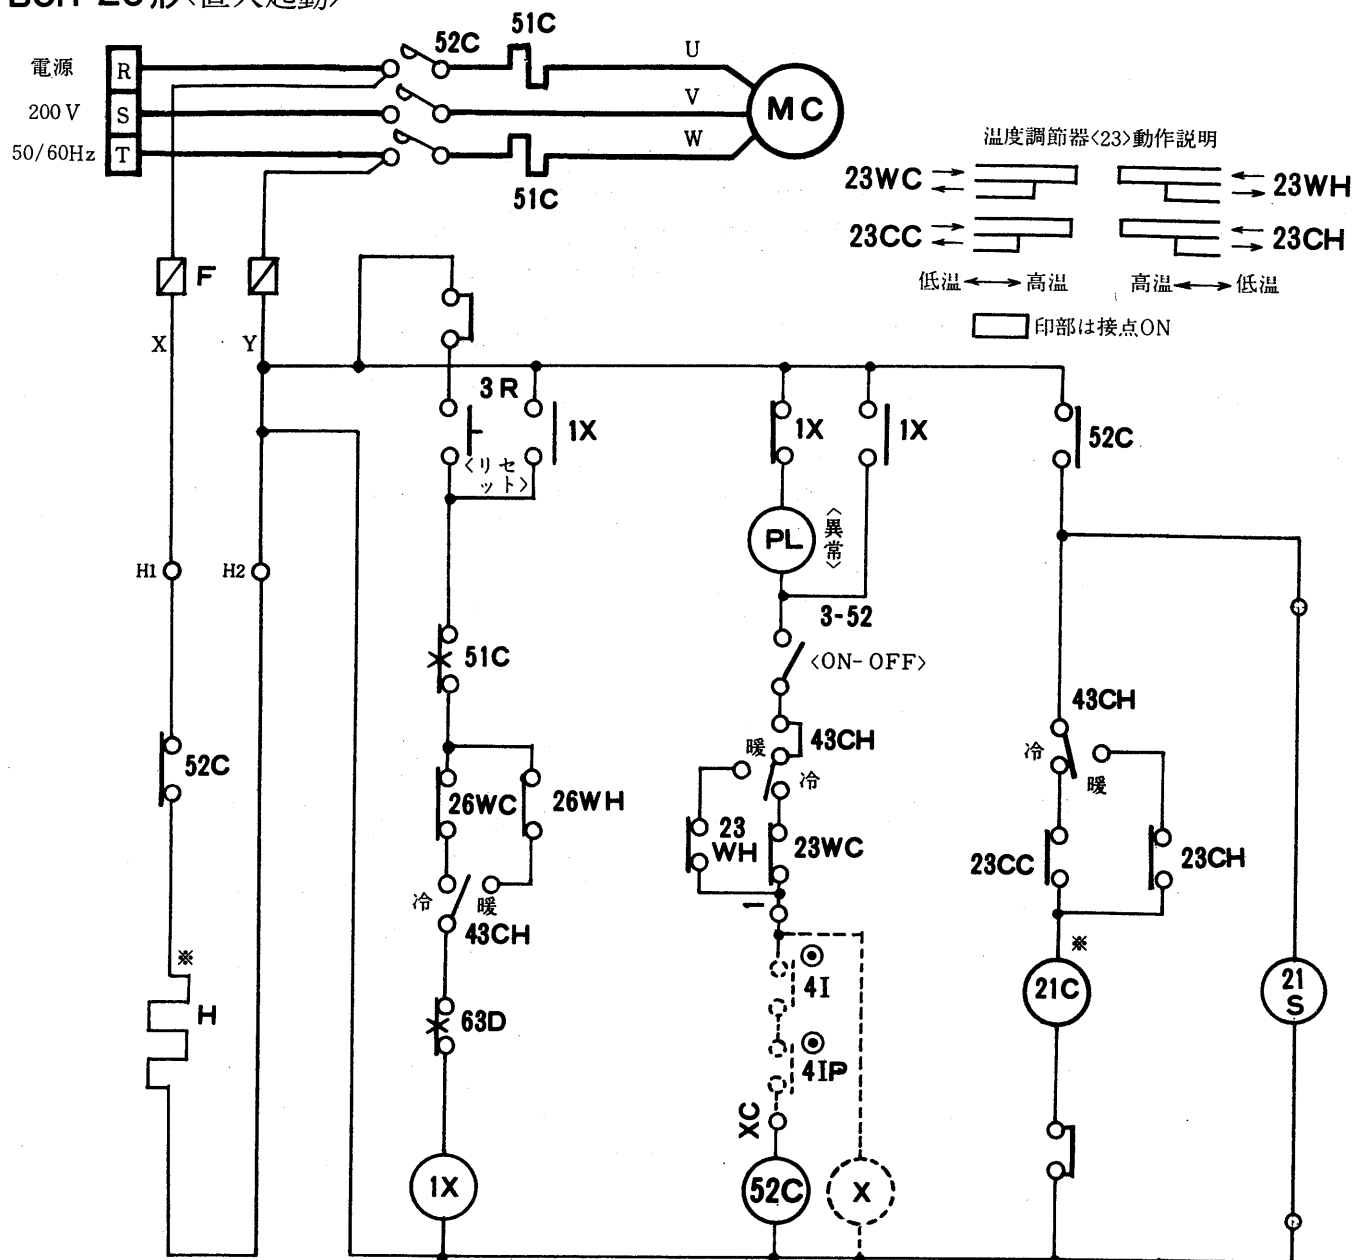 51C
52C
電源
R
U
200V
S
V
MC
50/60Hz
T
W
51C
温度調節器<23>動作説明
23WC
23WH
23CC
23CH
低温
高温
高温
低温
印部は接点ON
F
X
Y
3R
1X
<リセ
ット>
1X
1X
52C
PL
<異常>
H1
H2
3-52
<ON-OFF>
51C
52C
43CH
暖
冷
43CH
冷
暖
26WC
26WH
23
WH
23WC
23CC
23CH
冷
暖
43CH
1
※
H
4I
※
21C
21
S
63D
4IP
XC
1X
52C
X